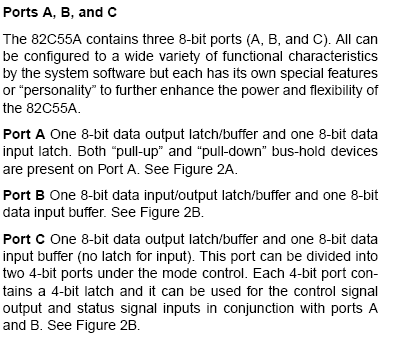 Ports A, B, and C
The 82C55A contains three 8-bit ports (A, B, and C). All can
be configured to a wide variety of functional characteristics
by the system software but each has its own special features
or “personality” to further enhance the power and flexibility of
the 82C55A.
Port A One 8-bit data output latch/buffer and one 8-bit data
input latch. Both “pull-up” and “pull-down” bus-hold devices
are present on Port A. See Figure 2A.
Port B One 8-bit data input/output latch/buffer and one 8-bit
data input buffer. See Figure 2B.
Port C One 8-bit data output latch/buffer and one 8-bit data
input buffer (no latch for input). This port can be divided into
two 4-bit ports under the mode control. Each 4-bit port con-
tains a 4-bit latch and it can be used for the control signal
output and status signal inputs in conjunction with ports A
and B. See Figure 2B.